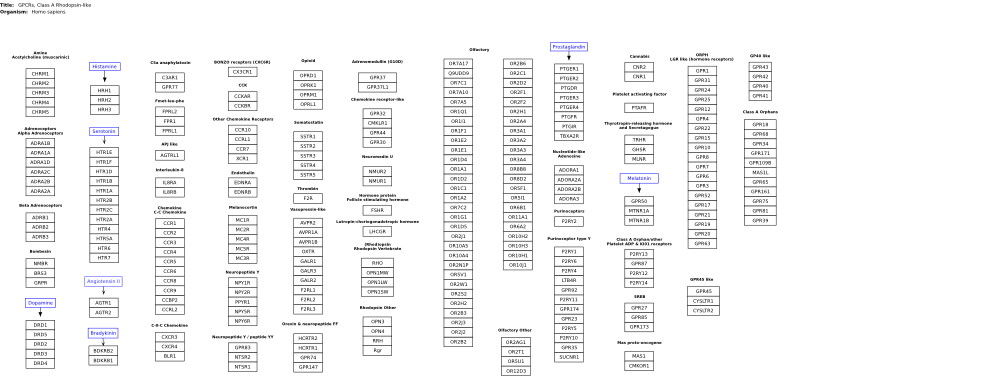 Title: GPCRs, Class A Rhodopsin-like
Organism: Homo sapiens
Amine
Acetylcholine (muscarinic)
CHRM1
CHRM2
CHRM3
CHRM4
CHRM5
Adrenoceptors
Alpha Adrenoceptors
ADRA1B
ADRA1A
ADRA1D
ADRA2C
ADRA2B
ADRA2A
Beta Adrenoceptors
ADRB1
ADRB2
ADRB3
Bombesin
NMBR
BRS3
GRPR
Dopamine
DRD1
DRD5
DRD2
DRD3
DRD4
Histamine
HRH1
HRH2
HRH3
Serotonin
HTR1E
HTR1F
HTR1D
HTR1B
HTR1A
HTR2B
HTR2C
HTR2A
HTR4
HTR5A
HTR6
HTR7
Angiotensin II
AGTR1
AGTR2
Bradykinin
BDKRB2
BDKRB1
C5a anaphylatoxin
C3AR1
GPR77
Fmet-leu-phe
FPRL2
FPR1
FPRL1
APJ like
AGTRL1
Interleukin-8
IL8RA
IL8RB
Chemokine
C-C Chemokine
CCR1
CCR2
CCR3
CCR4
CCR5
CCR6
CCR8
CCR9
CCBP2
CCRL2
C-X-C Chemokine
CXCR3
CXCR4
BLR1
BONZO receptors (CXC6R)
CX3CR1
CCK
CCKAR
CCKBR
Other Chemokine Receptors
CCR10
CCRL1
CCR7
XCR1
Endothelin
EDNRA
EDNRB
Melanocortin
MC1R
MC2R
MC4R
MC5R
MC3R
Neuropeptide Y
NPY1R
NPY2R
PPYR1
NPY5R
NPY6R
Neuropeptide Y / peptide YY
GPR83
NTSR2
NTSR1
Opioid
OPRD1
OPRK1
OPRM1
OPRL1
Somatostatin
SSTR1
SSTR2
SSTR3
SSTR4
SSTR5
Thrombin
F2R
Vasopressin-like
AVPR2
AVPR1A
AVPR1B
OXTR
GALR1
GALR3
GALR2
F2RL1
F2RL2
F2RL3
Orexin & neuropeptide FF
HCRTR2
HCRTR1
GPR74
GPR147
Adrenomedullin (G10D)
GPR37
GPR37L1
Chemokine receptor-like
GPR32
CMKLR1
GPR44
GPR30
Neuromedin U
NMUR2
NMUR1
Hormone protein
Follicle stimulating hormone
FSHR
Lutropin-choriogonadotropic hormone
LHCGR
(Rhod)opsin
Rhodopsin Vertebrate
RHO
OPN1MW
OPN1LW
OPN1SW
Rhodopsin Other
OPN3
OPN4
RRH
Rgr
Olfactory
OR7A17
Q9UDD9
OR7C1
OR7A10
OR7A5
OR1Q1
OR1I1
OR1F1
OR1E2
OR1E1
OR1D4
OR1A1
OR1D2
OR1C1
OR1A2
OR7C2
OR1G1
OR1D5
OR2J1
OR10A5
OR10A4
OR2N1P
OR5V1
OR2W1
OR2S2
OR2H2
OR2B3
OR2J3
OR2J2
OR2B2
OR2B6
OR2C1
OR2D2
OR2F1
OR2F2
OR2H1
OR2A4
OR3A1
OR3A2
OR3A3
OR3A4
OR8B8
OR8D2
OR5F1
OR5I1
OR6B1
OR11A1
OR6A2
OR10H2
OR10H3
OR10H1
OR10J1
Olfactory Other
OR2AG1
OR2T1
OR5U1
OR12D3
Prostaglandin
PTGER1
PTGER2
PTGDR
PTGER3
PTGER4
PTGFR
PTGIR
TBXA2R
Nucleotide-like
Adenosine
ADORA1
ADORA2A
ADORA2B
ADORA3
Purinoceptors
P2RY2
Purinoceptor type Y
P2RY1
P2RY6
P2RY4
LTB4R
GPR92
P2RY11
GPR174
GPR23
P2RY5
P2RY10
GPR35
SUCNR1
Cannabis
CNR2
CNR1
Platelet activating factor
PTAFR
Thyrotropin-releasing hormone
and Secretagogue
TRHR
GHSR
MLNR
Melatonin
GPR50
MTNR1A
MTNR1B
Class A Orphan/other
Platelet ADP & KI01 receptors
P2RY13
GPR87
P2RY12
P2RY14
SREB
GPR27
GPR85
GPR173
Mas proto-oncogene
MAS1
CMKOR1
ORPH
LGR like (hormone receptors)
GPR1
GPR31
GPR24
GPR25
GPR12
GPR4
GPR22
GPR15
GPR10
GPR8
GPR7
GPR6
GPR3
GPR52
GPR17
GPR21
GPR19
GPR20
GPR63
GPR45 like
GPR45
CYSLTR1
CYSLTR2
GP40 like
GPR43
GPR42
GPR40
GPR41
Class A Orphans
GPR18
GPR68
GPR34
GPR171
GPR109B
MAS1L
GPR65
GPR161
GPR75
GPR81
GPR39